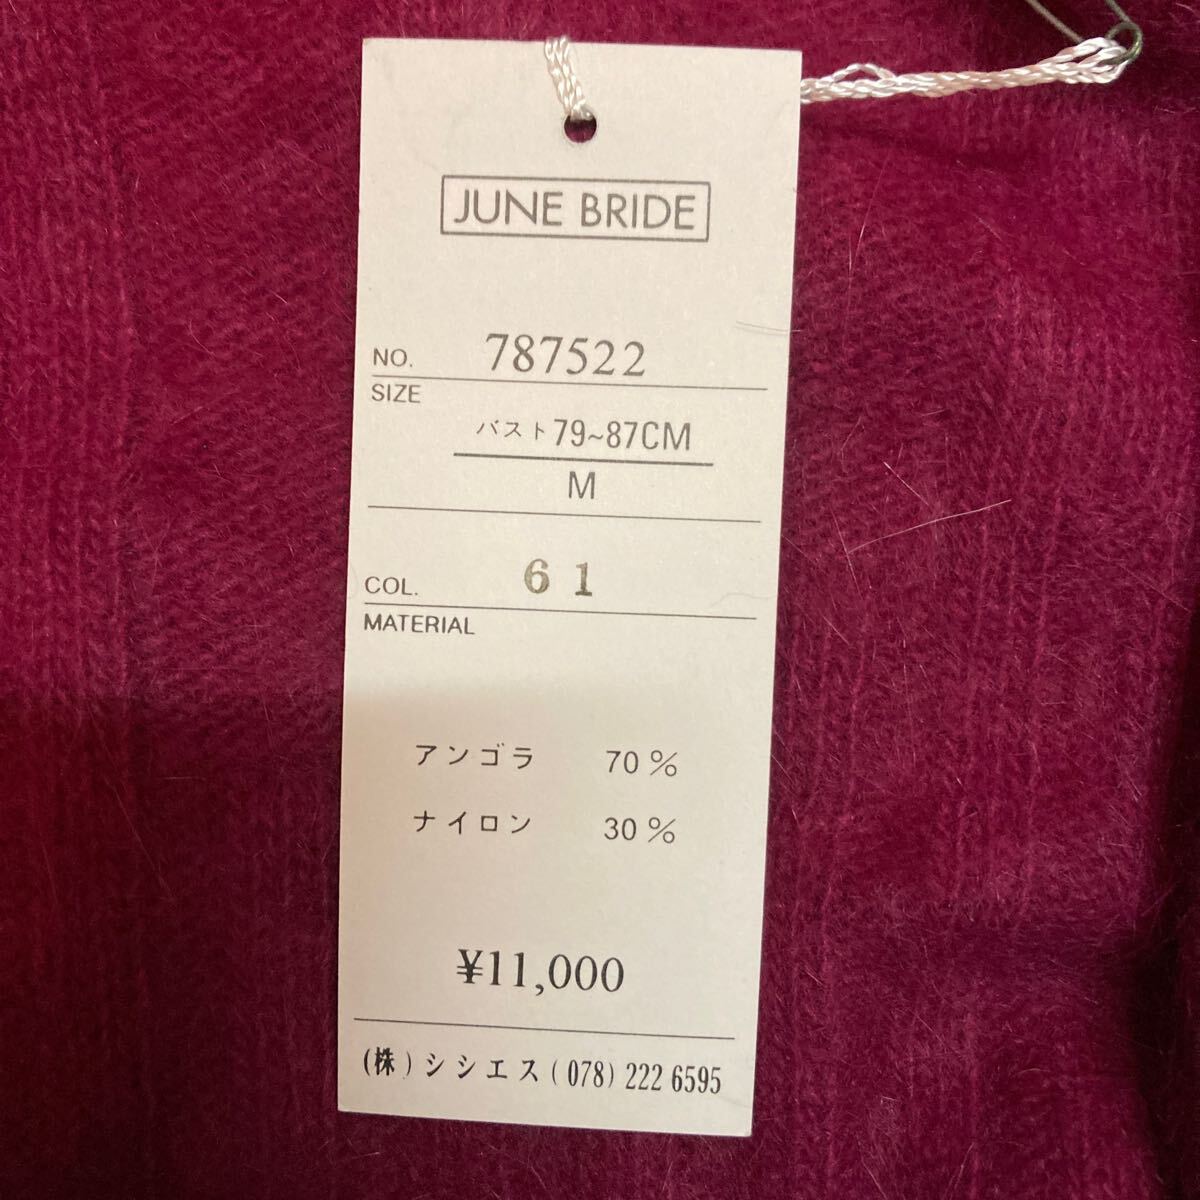 JUNE BRIDE
NO. 787522
SIZE
バスト79~87CM
M
COL. 61
MATERIAL
アンゴラ 70%
ナイロン 30%
¥11,000
(株)シシエス(078)222 6595